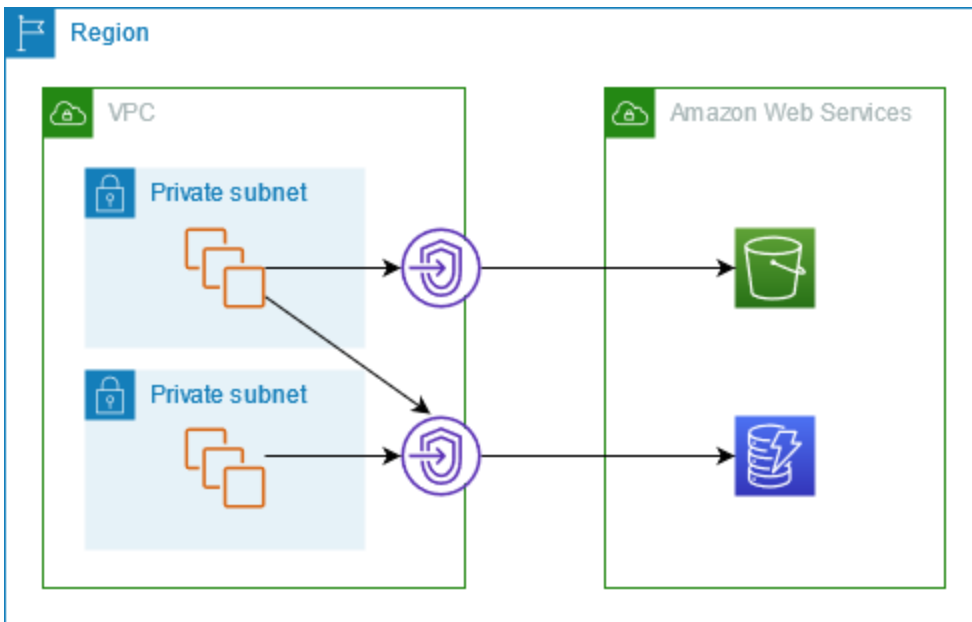 Region
VPC
Amazon Web Services
Private subnet
Private subnet